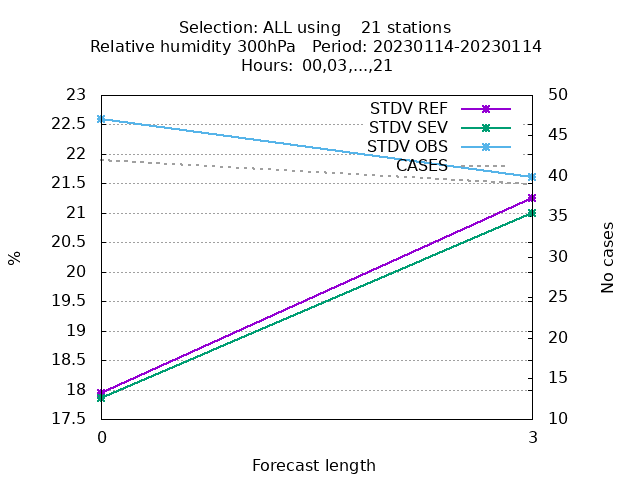 Selection: ALL using    21 stations
Relative humidity 300hPa   Period: 20230114-20230114
Hours:  00,03,...,21
23
22.5
22
21.5
21
20.5
20
19.5
19
18.5
18
17.5
50
45
40
35
30
25
20
15
10
STDV REF
STDV SEV
STDV OBS
CASES
%
No cases
0
3
Forecast length